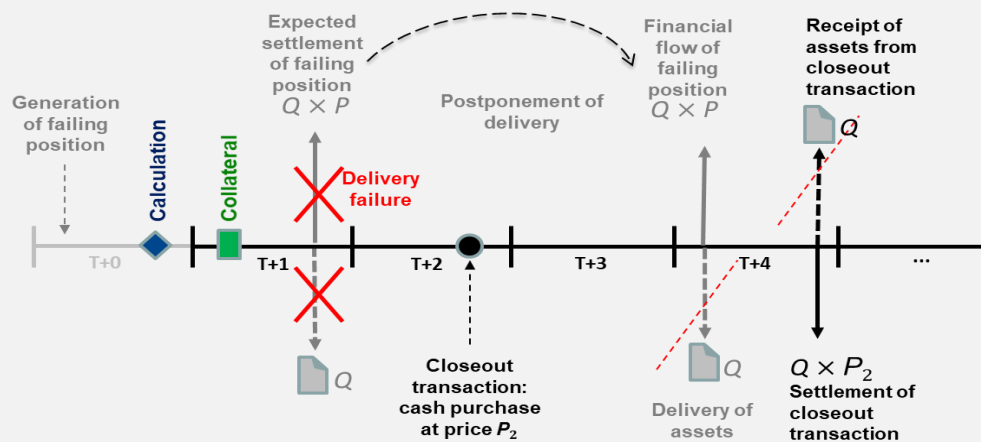 Expected
settlement
of failing
position
Q × P
Financial
flow of
failing
position
Q × P
Receipt of
assets from
closeout
transaction
Q
Generation
of failing
position
Postponement of
delivery
Calculation
Collateral
Delivery
failure
T+0
T+1
T+2
T+3
T+4
...
Q
Closeout
transaction:
cash purchase
at price P₂
Q
Delivery of
assets
Q × P₂
Settlement of
closeout
transaction